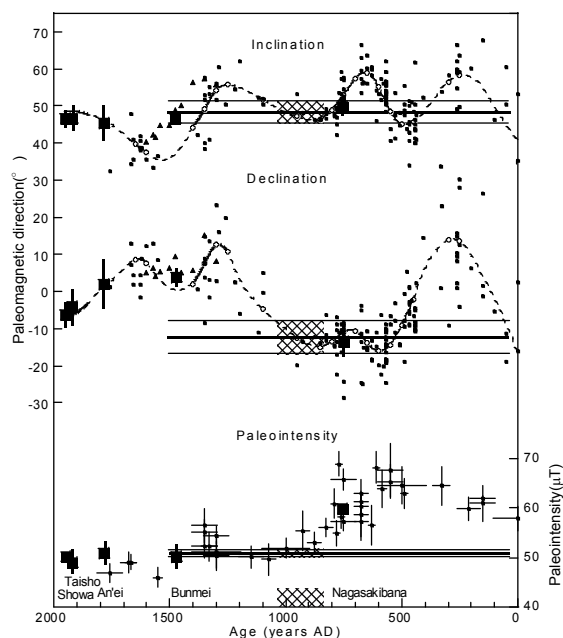 Inclination
70
60
50
40
30
20
Declination
10
0
-10
-20
-30
Paleomagnetic direction(°)
Paleointensity
70
60
50
40
Paleointensity(μT)
Taisho
Showa
An'ei
Bunmei
Nagasakibana
2000 1500 1000 500 0
Age (years AD)